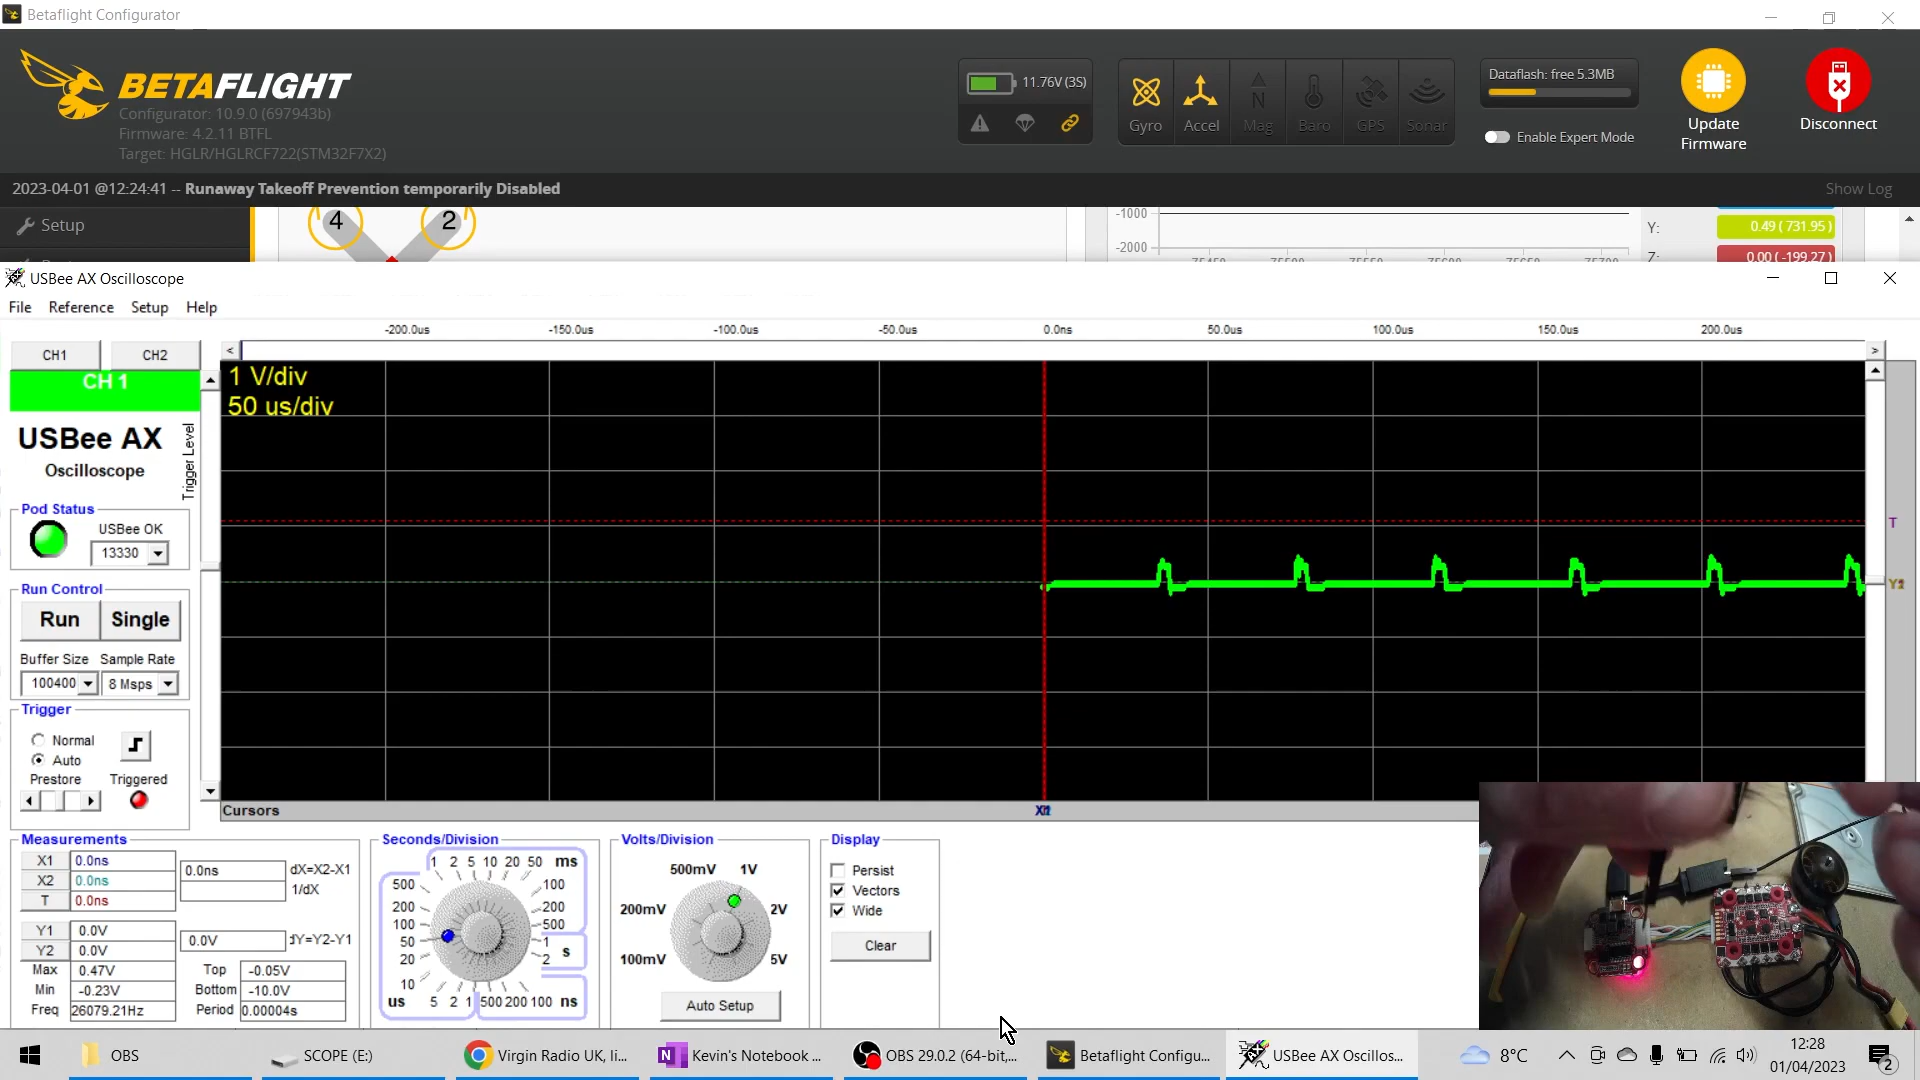 Betaflight Configurator
BETAFLIGHT
Configurator: 10.9.0 (697943b)
Firmware: 4.2.11 BTFL
Target: HGLR/HGLRCF722(STM32F7X2)
11.76V (3S)
Gyro
Accel
Mag
Baro
GPS
Sonar
Dataflash: free 5.3MB
Enable Expert Mode
Update
Firmware
Disconnect
2023-04-01 @12:24:41 -- Runaway Takeoff Prevention temporarily Disabled
Show Log
Setup
4
2
-1000
-2000
Y:
0.49 ( 731.95 )
Z:
0.00 ( -199.27 )
USBee AX Oscilloscope
File Reference Setup Help
-200.0us -150.0us -100.0us -50.0us 0.0ns 50.0us 100.0us 150.0us 200.0us
CH1 CH2
< >
CH 1
1 V/div
50 us/div
USBee AX
Oscilloscope
Trigger Level
T
Pod Status
USBee OK
13330
Run Control
Run Single
Buffer Size Sample Rate
100400 8 Msps
Trigger
Normal
Auto
Prestore Triggered
Cursors
Measurements
X1 0.0ns
X2 0.0ns
T 0.0ns
0.0ns dX=X2-X1
1/dX
Y1 0.0V
Y2 0.0V
0.0V dY=Y2-Y1
Max 0.47V Top -0.05V
Min -0.23V Bottom -10.0V
Freq 26079.21Hz Period 0.00004s
Seconds/Division
1 2 5 10 20 50 ms
500 100
200 200
100 500
50 1
20 2 s
10
us 5 2 1 500 200 100 ns
Volts/Division
500mV 1V
200mV 2V
100mV 5V
Auto Setup
Display
Persist
Vectors
Wide
Clear
OBS
SCOPE (E:)
Virgin Radio UK, li...
Kevin's Notebook ...
OBS 29.0.2 (64-bit,...
Betaflight Configu...
USBee AX Oscillos...
8°C
12:28
01/04/2023
2